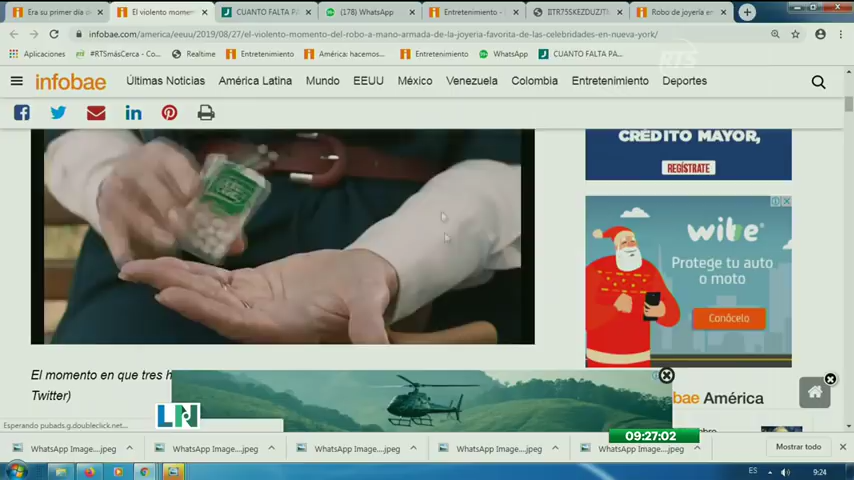 Era su primer día d
El violento momen
CUANTO FALTA P
(178) WhatsApp
Entretenimiento -
IITR7S5KEZDUZJTI
Robo de joyería en
infobae.com/america/eeuu/2019/08/27/el-violento-momento-del-robo-a-mano-armada-de-la-joyeria-favorita-de-las-celebridades-en-nueva-york/
Aplicaciones
#RTSmásCerca - Co...
Realtime
Entretenimiento
América: hacemos...
Entretenimiento
WhatsApp
CUANTO FALTA PA...
RTS
infobae
Últimas Noticias
América Latina
Mundo
EEUU
México
Venezuela
Colombia
Entretenimiento
Deportes
CRÉDITO MAYOR,
REGÍSTRATE
wibe
Protege tu auto
o moto
Conócelo
El momento en que tres h
Twitter)
bae América
LN
Esperando pubads.g.doubleclick.net...
09:27:02
WhatsApp Image....jpeg
WhatsApp Image....jpeg
WhatsApp Image....jpeg
WhatsApp Image....jpeg
WhatsApp Image....jpeg
Mostrar todo
ES
9:24